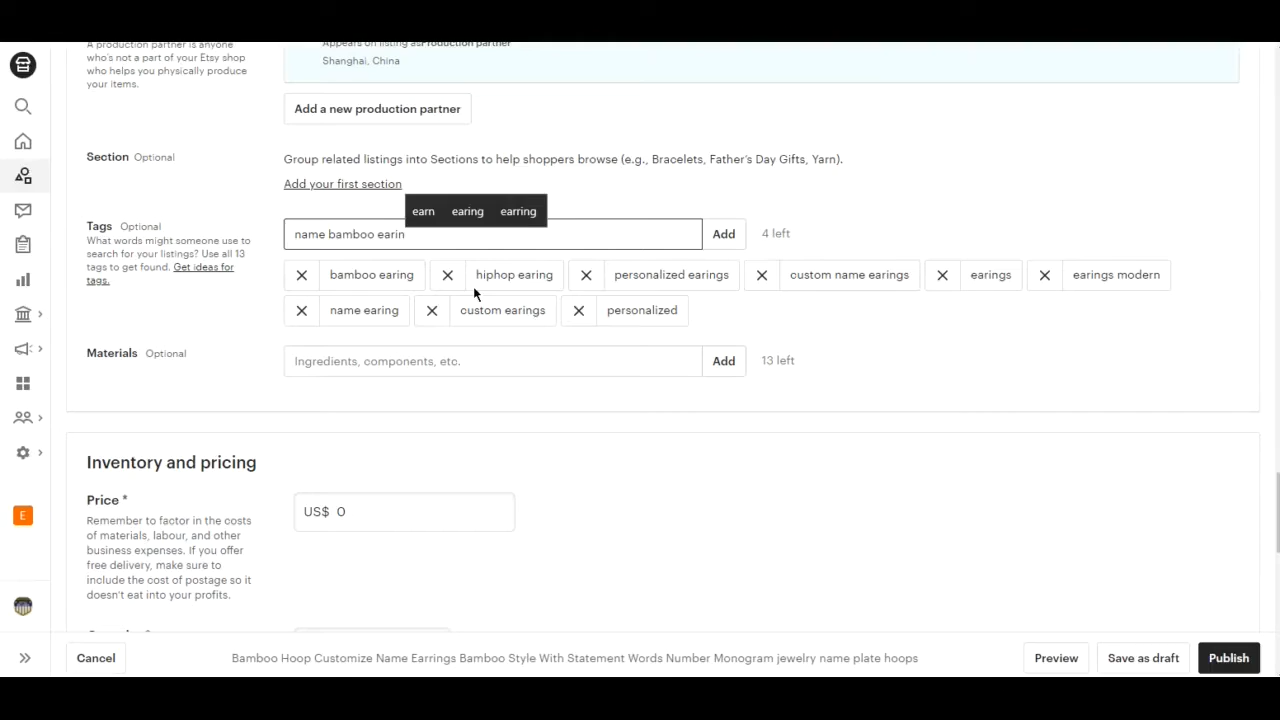 A production partner is anyone
who's not a part of your Etsy shop
who helps you physically produce
your items.
Appears on listing as Production partner
Shanghai, China
Add a new production partner
Section Optional
Group related listings into Sections to help shoppers browse (e.g., Bracelets, Father's Day Gifts, Yarn).
Add your first section
earn earing earring
Tags Optional
What words might someone use to
search for your listings? Use all 13
tags to get found. Get ideas for
tags.
name bamboo earin
Add
4 left
bamboo earing
hiphop earing
personalized earings
custom name earings
earings
earings modern
name earing
custom earings
personalized
Materials Optional
Ingredients, components, etc.
Add
13 left
Inventory and pricing
Price *
Remember to factor in the costs
of materials, labour, and other
business expenses. If you offer
free delivery, make sure to
include the cost of postage so it
doesn't eat into your profits.
US$ 0
E
Cancel
Bamboo Hoop Customize Name Earrings Bamboo Style With Statement Words Number Monogram jewelry name plate hoops
Preview
Save as draft
Publish